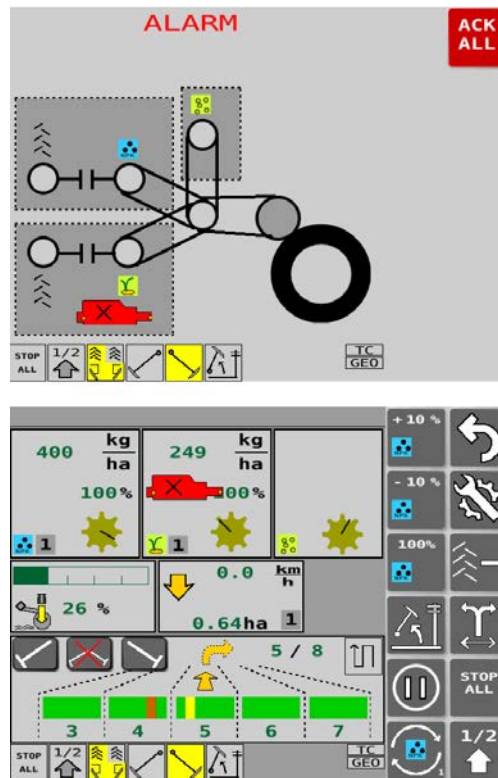 ALARM
ACK
ALL
STOP
ALL
1/2
TC
GEO
400 kg
ha
100%
1
249 kg
ha
00%
1
26 %
0.0 km
h
0.64ha 1
5 / 8
3 4 5 6 7
STOP
ALL
1/2
TC
GEO
+10 %
- 10 %
100%
STOP
ALL
1
1/2